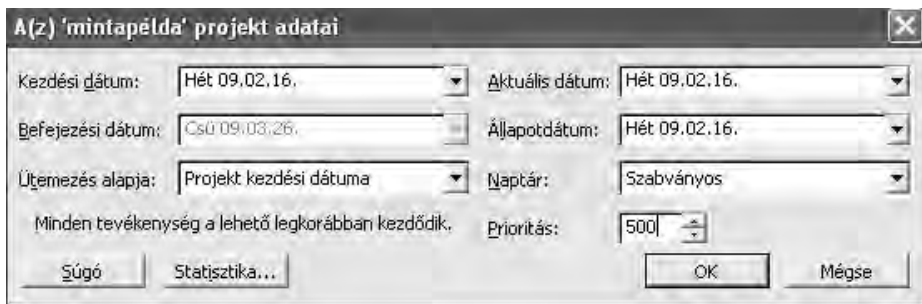 A(z) 'mintapélda' projekt adatai
Kezdési dátum: Hét 09.02.16. Aktuális dátum: Hét 09.02.16.
Befejezési dátum: Csü 09.03.26. Állapotdátum: Hét 09.02.16.
Ütemezés alapja: Projekt kezdési dátuma Naptár: Szabványos
Minden tevékenység a lehető legkorábban kezdődik. Prioritás: 500
Súgó Statisztika... OK Mégse